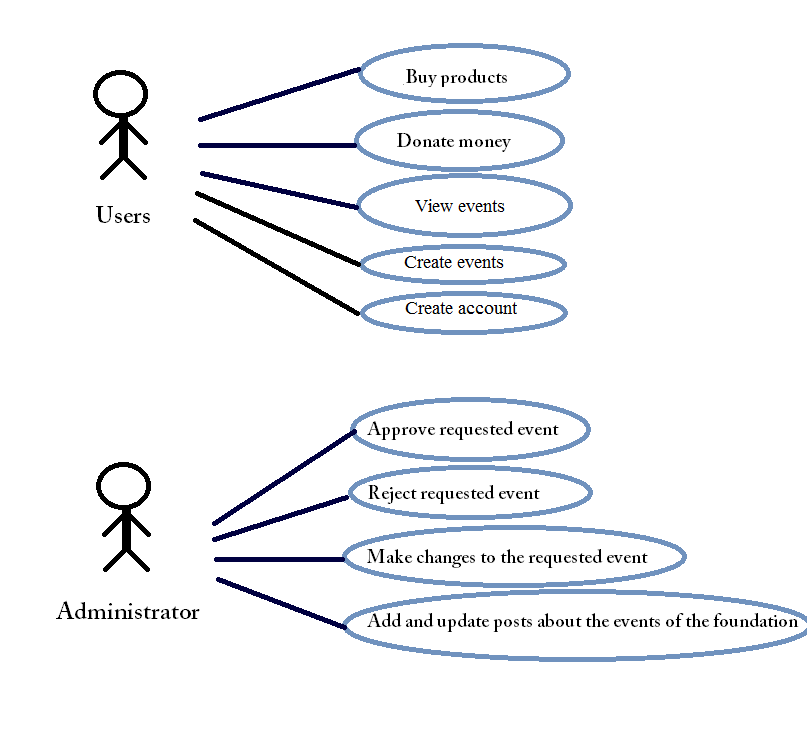 Buy products
Donate money
View events
Users
Create events
Create account
Approve requested event
Reject requested event
Make changes to the requested event
Administrator
Add and update posts about the events of the foundation